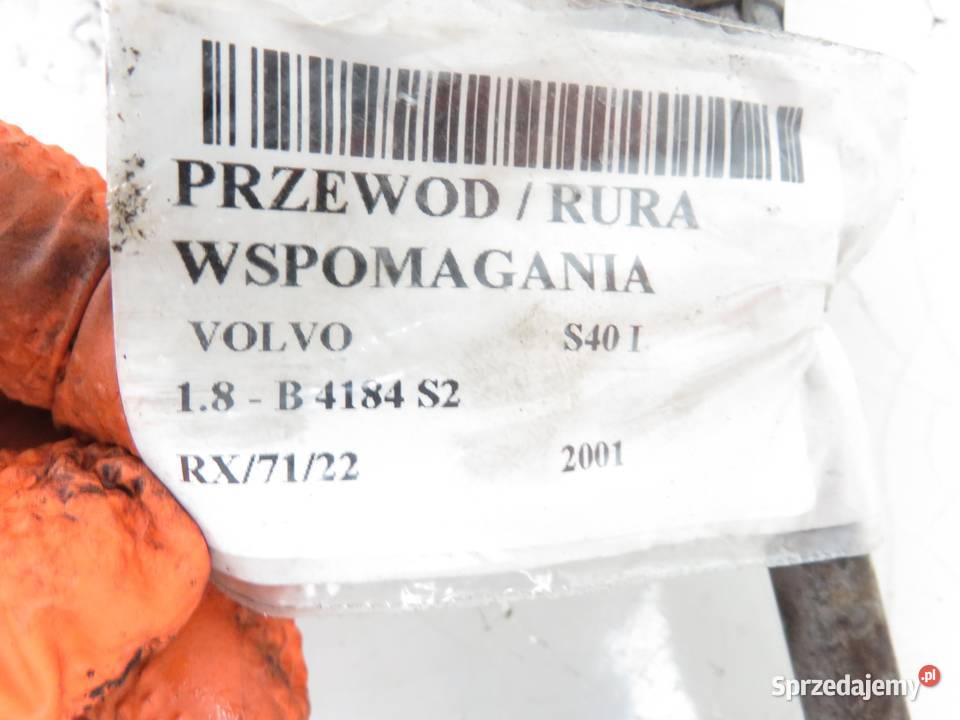 PRZEWOD / RURA
WSPOMAGANIA
VOLVO S40 I
1.8 - B 4184 S2
RX/71/22 2001
Sprzedajemy.pl